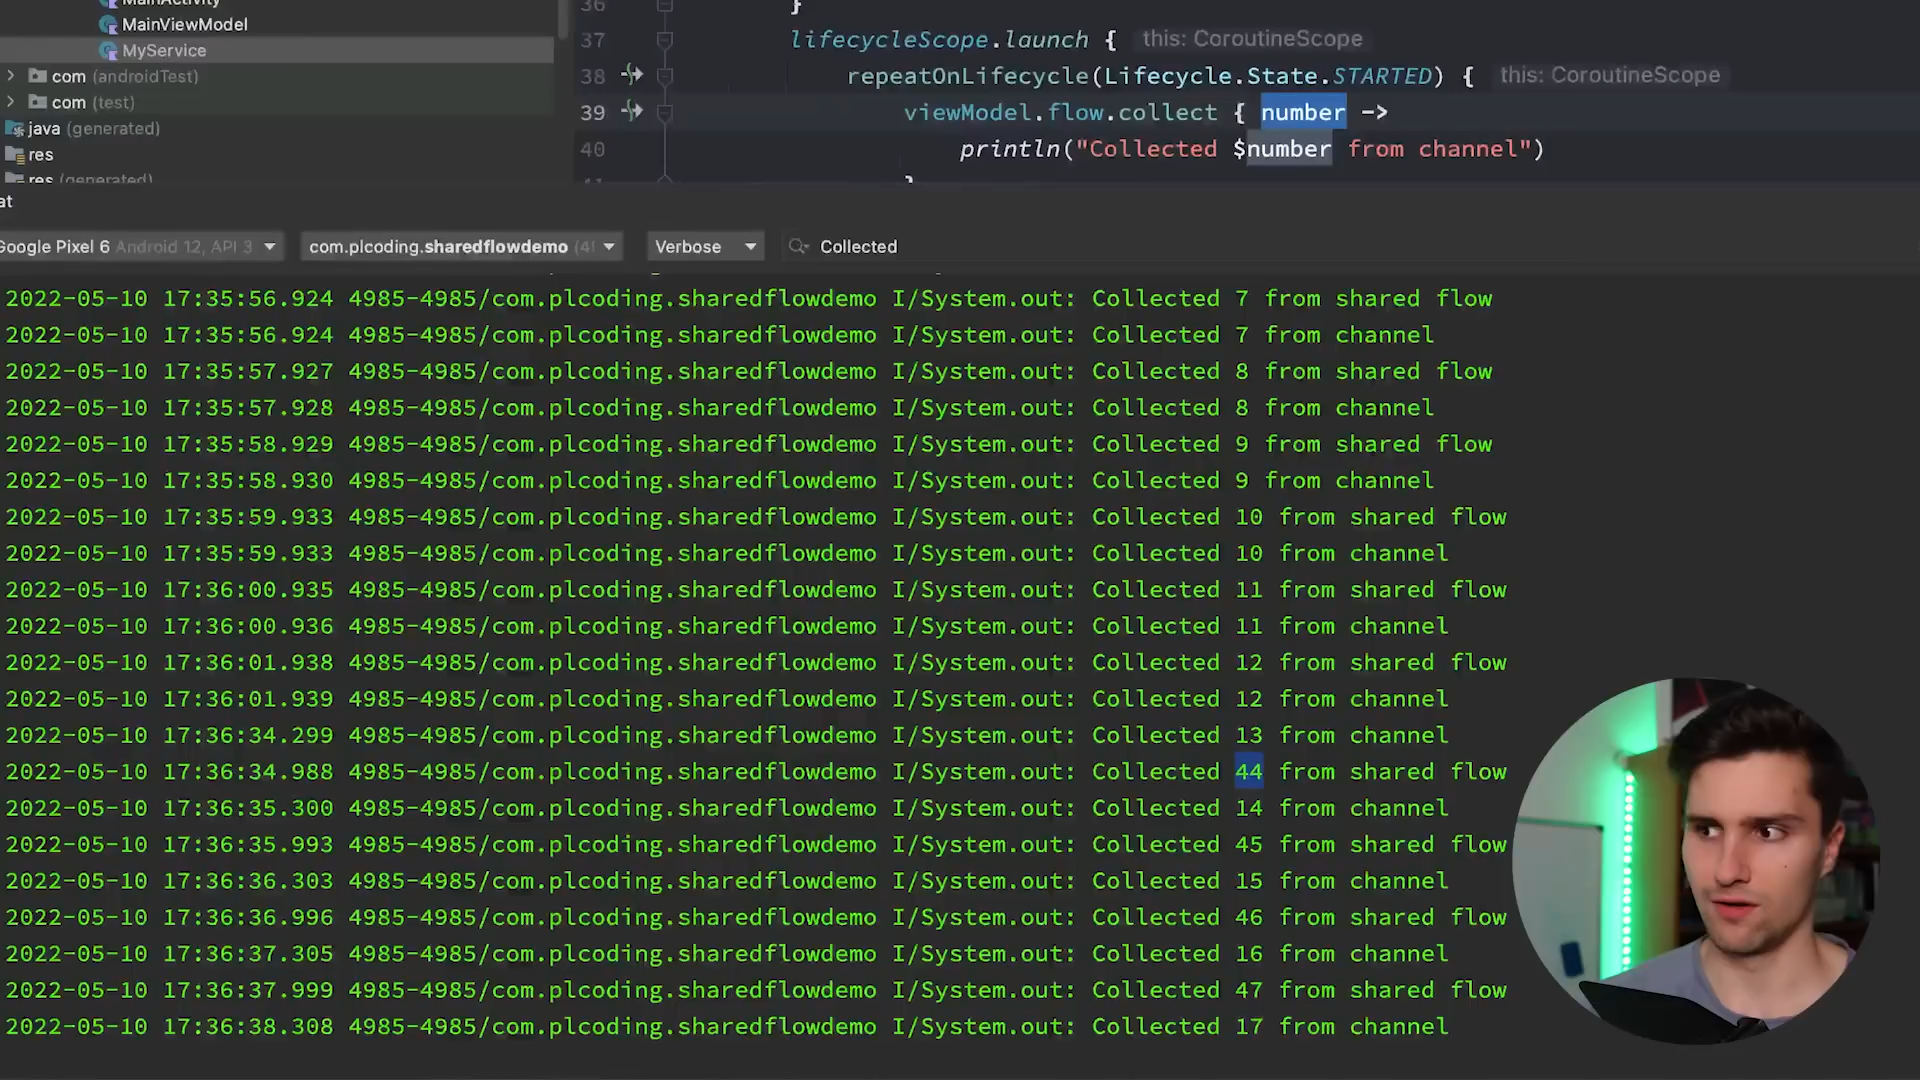 MainActivity
MainViewModel
MyService
com (androidTest)
com (test)
java (generated)
res
res (generated)
36 }
37 lifecycleScope.launch { this: CoroutineScope
38 repeatOnLifecycle(Lifecycle.State.STARTED) { this: CoroutineScope
39 viewModel.flow.collect { number ->
40 println("Collected $number from channel")
at
Google Pixel 6 Android 12, API 3 com.plcoding.sharedflowdemo (4 Verbose Collected
2022-05-10 17:35:56.924 4985-4985/com.plcoding.sharedflowdemo I/System.out: Collected 7 from shared flow
2022-05-10 17:35:56.924 4985-4985/com.plcoding.sharedflowdemo I/System.out: Collected 7 from channel
2022-05-10 17:35:57.927 4985-4985/com.plcoding.sharedflowdemo I/System.out: Collected 8 from shared flow
2022-05-10 17:35:57.928 4985-4985/com.plcoding.sharedflowdemo I/System.out: Collected 8 from channel
2022-05-10 17:35:58.929 4985-4985/com.plcoding.sharedflowdemo I/System.out: Collected 9 from shared flow
2022-05-10 17:35:58.930 4985-4985/com.plcoding.sharedflowdemo I/System.out: Collected 9 from channel
2022-05-10 17:35:59.933 4985-4985/com.plcoding.sharedflowdemo I/System.out: Collected 10 from shared flow
2022-05-10 17:35:59.933 4985-4985/com.plcoding.sharedflowdemo I/System.out: Collected 10 from channel
2022-05-10 17:36:00.935 4985-4985/com.plcoding.sharedflowdemo I/System.out: Collected 11 from shared flow
2022-05-10 17:36:00.936 4985-4985/com.plcoding.sharedflowdemo I/System.out: Collected 11 from channel
2022-05-10 17:36:01.938 4985-4985/com.plcoding.sharedflowdemo I/System.out: Collected 12 from shared flow
2022-05-10 17:36:01.939 4985-4985/com.plcoding.sharedflowdemo I/System.out: Collected 12 from channel
2022-05-10 17:36:34.299 4985-4985/com.plcoding.sharedflowdemo I/System.out: Collected 13 from channel
2022-05-10 17:36:34.988 4985-4985/com.plcoding.sharedflowdemo I/System.out: Collected 44 from shared flow
2022-05-10 17:36:35.300 4985-4985/com.plcoding.sharedflowdemo I/System.out: Collected 14 from channel
2022-05-10 17:36:35.993 4985-4985/com.plcoding.sharedflowdemo I/System.out: Collected 45 from shared flow
2022-05-10 17:36:36.303 4985-4985/com.plcoding.sharedflowdemo I/System.out: Collected 15 from channel
2022-05-10 17:36:36.996 4985-4985/com.plcoding.sharedflowdemo I/System.out: Collected 46 from shared flow
2022-05-10 17:36:37.305 4985-4985/com.plcoding.sharedflowdemo I/System.out: Collected 16 from channel
2022-05-10 17:36:37.999 4985-4985/com.plcoding.sharedflowdemo I/System.out: Collected 47 from shared flow
2022-05-10 17:36:38.308 4985-4985/com.plcoding.sharedflowdemo I/System.out: Collected 17 from channel